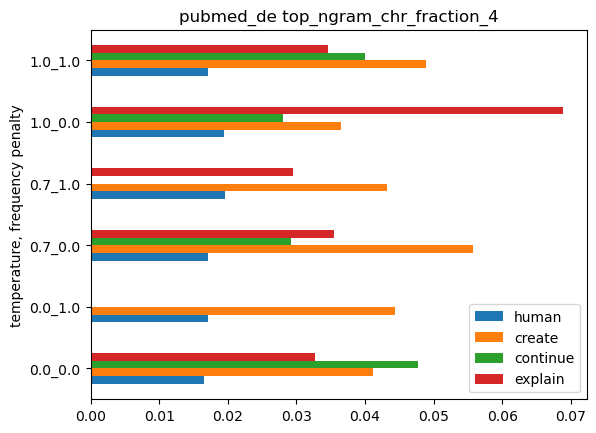 pubmed_de top_ngram_chr_fraction_4
temperature, frequency penalty
1.0_1.0
1.0_0.0
0.7_1.0
0.7_0.0
0.0_1.0
0.0_0.0
human
create
continue
explain
0.00 0.01 0.02 0.03 0.04 0.05 0.06 0.07